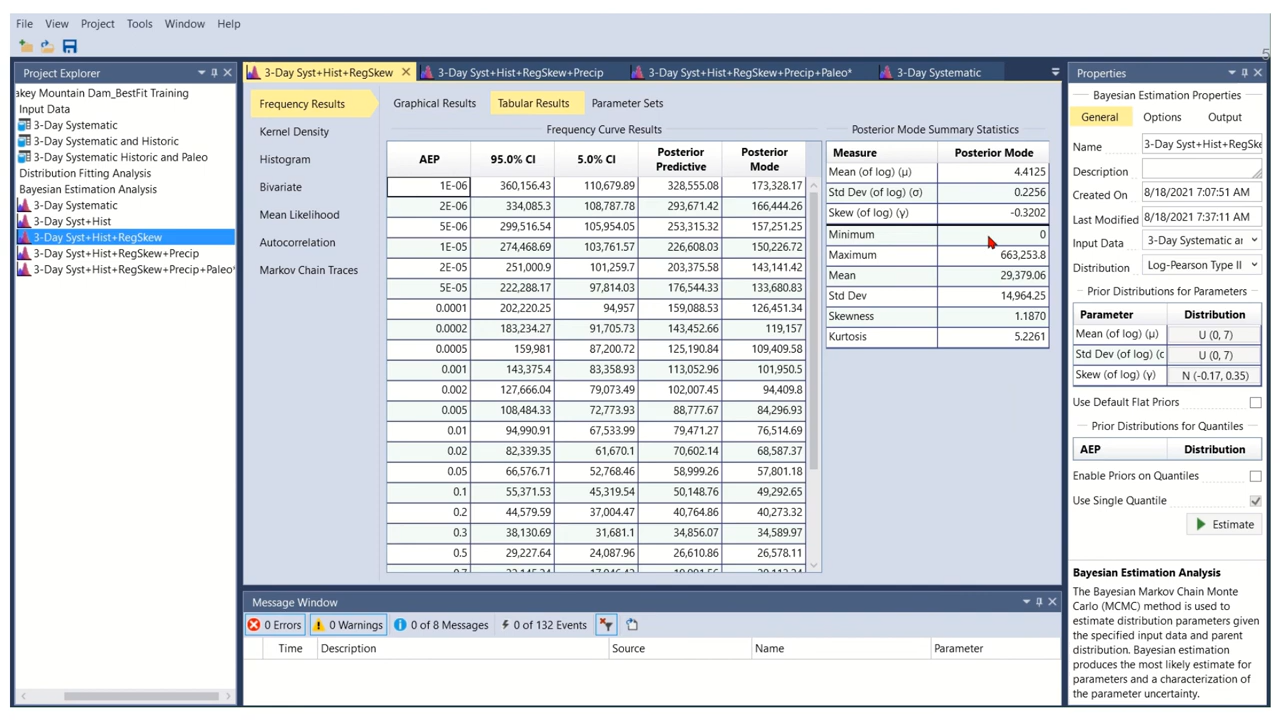 File View Project Tools Window Help
5
Project Explorer
akey Mountain Dam_BestFit Training
Input Data
3-Day Systematic
3-Day Systematic and Historic
3-Day Systematic Historic and Paleo
Distribution Fitting Analysis
Bayesian Estimation Analysis
3-Day Systematic
3-Day Syst+Hist
3-Day Syst+Hist+RegSkew
3-Day Syst+Hist+RegSkew+Precip
3-Day Syst+Hist+RegSkew+Precip+Paleo*
3-Day Syst+Hist+RegSkew 3-Day Syst+Hist+RegSkew+Precip 3-Day Syst+Hist+RegSkew+Precip+Paleo* 3-Day Systematic
Frequency Results
Kernel Density
Histogram
Bivariate
Mean Likelihood
Autocorrelation
Markov Chain Traces
Graphical Results Tabular Results Parameter Sets
Frequency Curve Results
AEP 95.0% CI 5.0% CI Posterior Predictive Posterior Mode
1E-06 360,156.43 110,679.89 328,555.08 173,328.17
2E-06 334,085.3 108,787.78 293,671.42 166,444.26
5E-06 299,516.54 105,954.05 253,315.32 157,251.25
1E-05 274,468.69 103,761.57 226,608.03 150,226.72
2E-05 251,000.9 101,259.7 203,375.58 143,141.42
5E-05 222,288.17 97,814.03 176,544.33 133,680.83
0.0001 202,220.25 94,957 159,088.53 126,451.34
0.0002 183,234.27 91,705.73 143,452.66 119,157
0.0005 159,981 87,200.72 125,190.84 109,409.58
0.001 143,375.4 83,358.93 113,052.96 101,950.5
0.002 127,666.04 79,073.49 102,007.45 94,409.8
0.005 108,484.33 72,773.93 88,777.67 84,296.93
0.01 94,990.91 67,533.99 79,471.27 76,514.69
0.02 82,339.35 61,670.1 70,602.14 68,587.37
0.05 66,576.71 52,768.46 58,999.26 57,801.18
0.1 55,371.53 45,319.54 50,148.76 49,292.65
0.2 44,579.59 37,004.47 40,764.86 40,273.32
0.3 38,130.69 31,681.1 34,856.07 34,589.97
0.5 29,227.64 24,087.96 26,610.86 26,578.11
Posterior Mode Summary Statistics
Measure Posterior Mode
Mean (of log) (µ) 4.4125
Std Dev (of log) (σ) 0.2256
Skew (of log) (γ) -0.3202
Minimum 0
Maximum 663,253.8
Mean 29,379.06
Std Dev 14,964.25
Skewness 1.1870
Kurtosis 5.2261
Message Window
0 Errors 0 Warnings 0 of 8 Messages 0 of 132 Events
Time Description Source Name Parameter
Properties
Bayesian Estimation Properties
General Options Output
Name 3-Day Syst+Hist+RegSke
Description
Created On 8/18/2021 7:07:51 AM
Last Modified 8/18/2021 7:37:11 AM
Input Data 3-Day Systematic ar
Distribution Log-Pearson Type II
Prior Distributions for Parameters
Parameter Distribution
Mean (of log) (µ) U (0, 7)
Std Dev (of log) (σ U (0, 7)
Skew (of log) (γ) N (-0.17, 0.35)
Use Default Flat Priors
Prior Distributions for Quantiles
AEP Distribution
Enable Priors on Quantiles
Use Single Quantile
Estimate
Bayesian Estimation Analysis
The Bayesian Markov Chain Monte
Carlo (MCMC) method is used to
estimate distribution parameters given
the specified input data and parent
distribution. Bayesian estimation
produces the most likely estimate for
parameters and a characterization of
the parameter uncertainty.